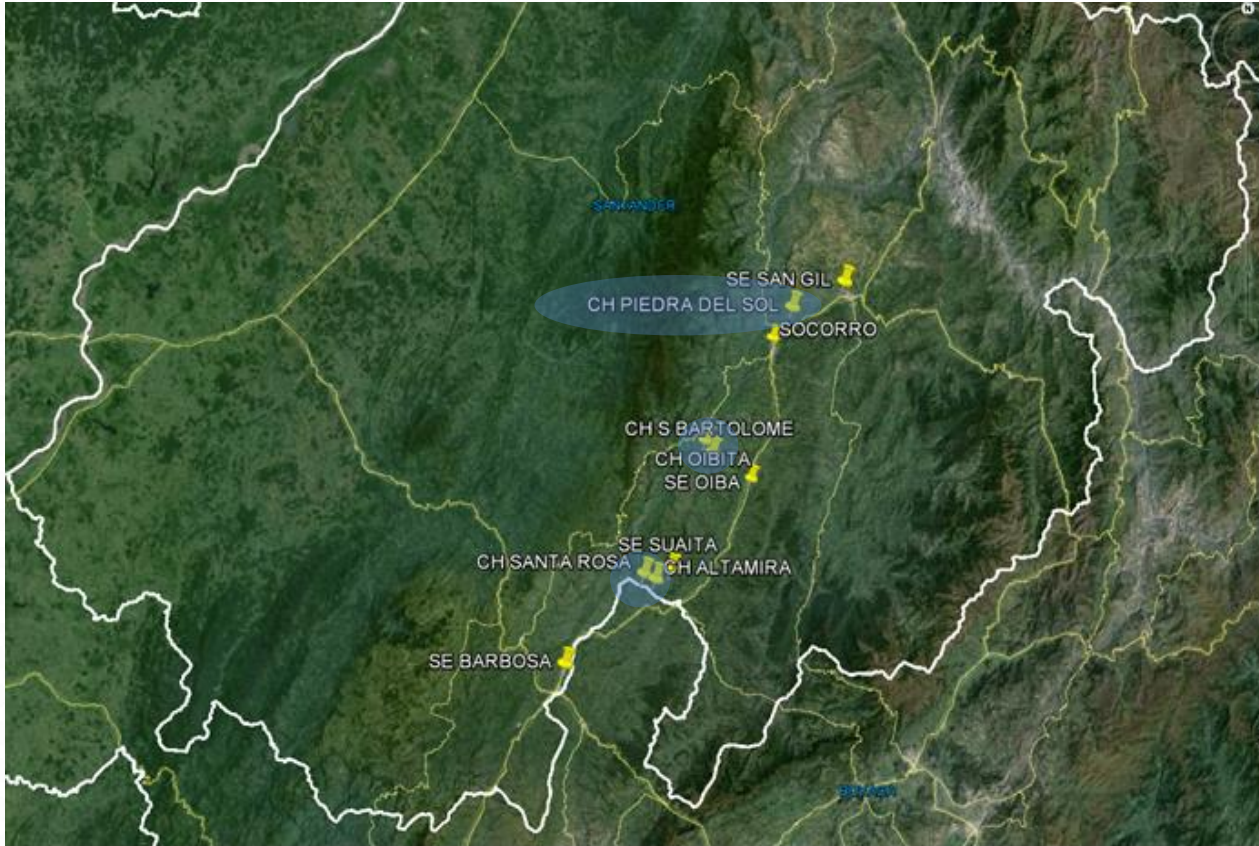 SANTANDER
SE SAN GIL
CH PIEDRA DEL SOL
SOCORRO
CH S BARTOLOME
CH OIBITA
SE OIBA
SE SUAITA
CH SANTA ROSA
CH ALTAMIRA
SE BARBOSA
BOYACA